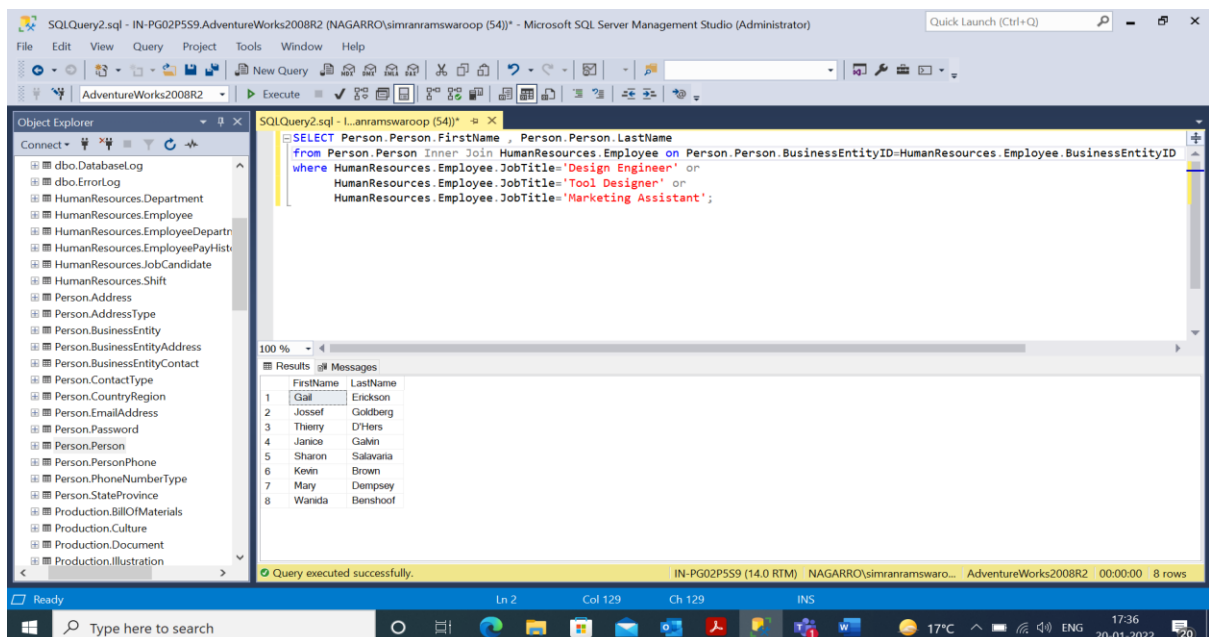 SQLQuery2.sql - IN-PG02P5S9.AdventureWorks2008R2 (NAGARRO\simranramswaroop (54))* - Microsoft SQL Server Management Studio (Administrator)
Quick Launch (Ctrl+Q)
File Edit View Query Project Tools Window Help
New Query
AdventureWorks2008R2
Execute
Object Explorer
Connect
dbo.DatabaseLog
dbo.ErrorLog
HumanResources.Department
HumanResources.Employee
HumanResources.EmployeeDepartn
HumanResources.EmployeePayHisto
HumanResources.JobCandidate
HumanResources.Shift
Person.Address
Person.AddressType
Person.BusinessEntity
Person.BusinessEntityAddress
Person.BusinessEntityContact
Person.ContactType
Person.CountryRegion
Person.EmailAddress
Person.Password
Person.Person
Person.PersonPhone
Person.PhoneNumberType
Person.StateProvince
Production.BillOfMaterials
Production.Culture
Production.Document
Production.Illustration
SQLQuery2.sql - I...anramswaroop (54))*
SELECT Person.Person.FirstName , Person.Person.LastName
from Person.Person Inner Join HumanResources.Employee on Person.Person.BusinessEntityID=HumanResources.Employee.BusinessEntityID
where HumanResources.Employee.JobTitle='Design Engineer' or
HumanResources.Employee.JobTitle='Tool Designer' or
HumanResources.Employee.JobTitle='Marketing Assistant';
100 %
Results Messages
FirstName LastName
1 Gail Erickson
2 Jossef Goldberg
3 Thierry D'Hers
4 Janice Galvin
5 Sharon Salavaria
6 Kevin Brown
7 Mary Dempsey
8 Wanida Benshoof
Query executed successfully.
IN-PG02P5S9 (14.0 RTM) NAGARRO\simranramswaro... AdventureWorks2008R2 00:00:00 8 rows
Ready Ln 2 Col 129 Ch 129 INS
Type here to search
17°C ENG 17:36
20-01-2022 20